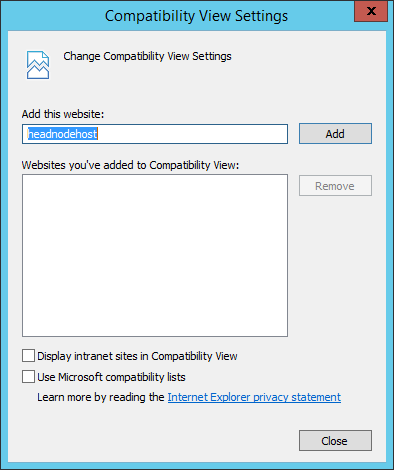 Compatibility View Settings
x
Change Compatibility View Settings
Add this website:
headnodehost
Add
Websites you've added to Compatibility View:
Remove
Display intranet sites in Compatibility View
Use Microsoft compatibility lists
Learn more by reading the Internet Explorer privacy statement
Close